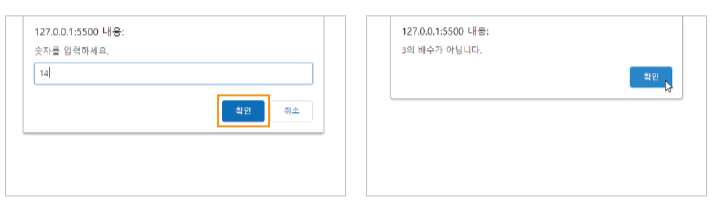 127.0.0.1:5500 내용:
숫자를 입력하세요.
14
확인
취소
127.0.0.1:5500 내용:
3의 배수가 아닙니다.
확인